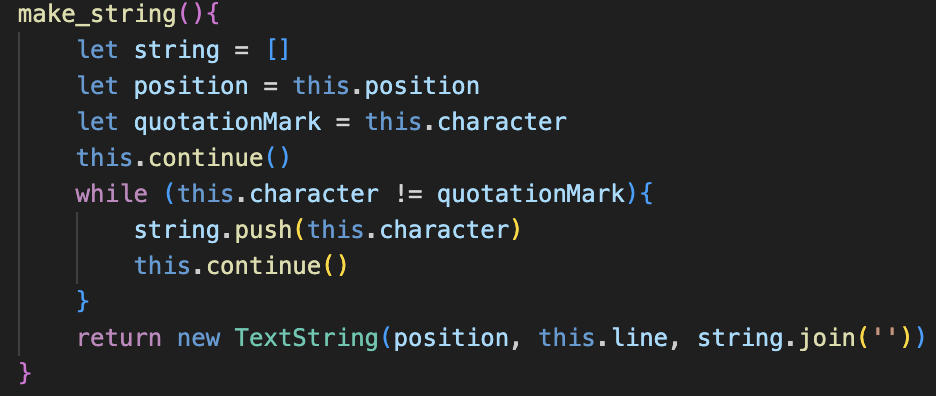 make_string(){
    let string = []
    let position = this.position
    let quotationMark = this.character
    this.continue()
    while (this.character != quotationMark){
        string.push(this.character)
        this.continue()
    }
    return new TextString(position, this.line, string.join(''))
}